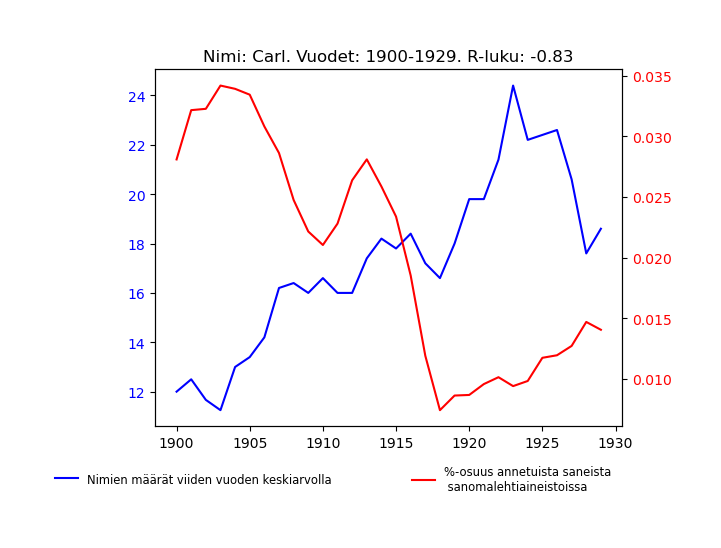 Nimi: Carl. Vuodet: 1900-1929. R-luku: -0.83
24
22
20
18
16
14
12
0.035
0.030
0.025
0.020
0.015
0.010
1900 1905 1910 1915 1920 1925 1930
Nimien määrät viiden vuoden keskiarvolla
%-osuus annetuista saneista
sanomalehtiaineistoissa